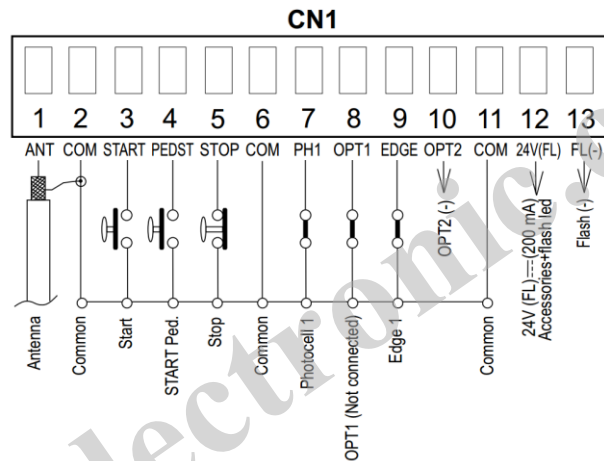 CN1
1 2 3 4 5 6 7 8 9 10 11 12 13
ANT COM START PEDST STOP COM PH1 OPT1 EDGE OPT2 COM 24V(FL) FL(-)
Antenna
Common
Start
START Ped.
Stop
Common
Photocell 1
OPT1 (Not connected)
Edge 1
OPT2 (-)
Common
24V (FL)⎓(200 mA)
Accessories+flash led
Flash (-)
electronic.c